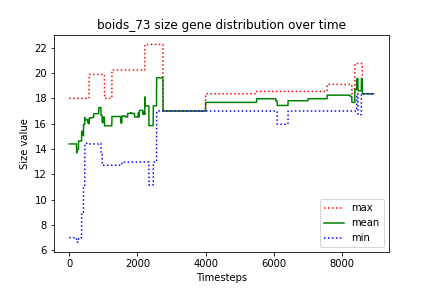 boids_73 size gene distribution over time
Size value
22
20
18
16
14
12
10
8
6
0 2000 4000 6000 8000
Timesteps
max
mean
min